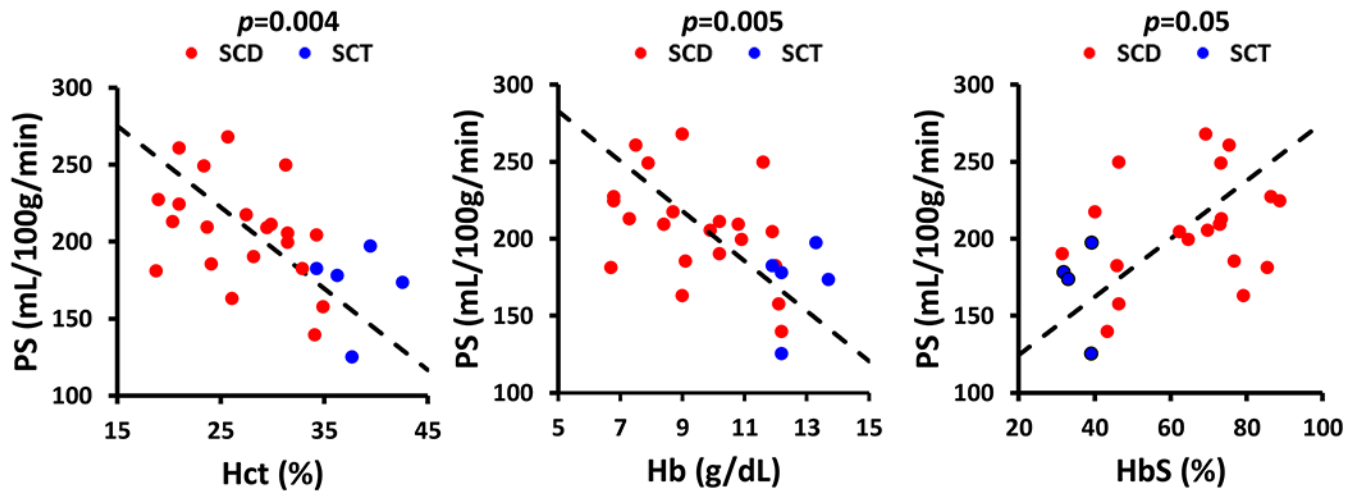 p=0.004
SCD SCT
PS (mL/100g/min)
300
250
200
150
100
15 25 35 45
Hct (%)
p=0.005
SCD SCT
PS (mL/100g/min)
300
250
200
150
100
5 7 9 11 13 15
Hb (g/dL)
p=0.05
SCD SCT
PS (mL/100g/min)
300
250
200
150
100
20 40 60 80 100
HbS (%)